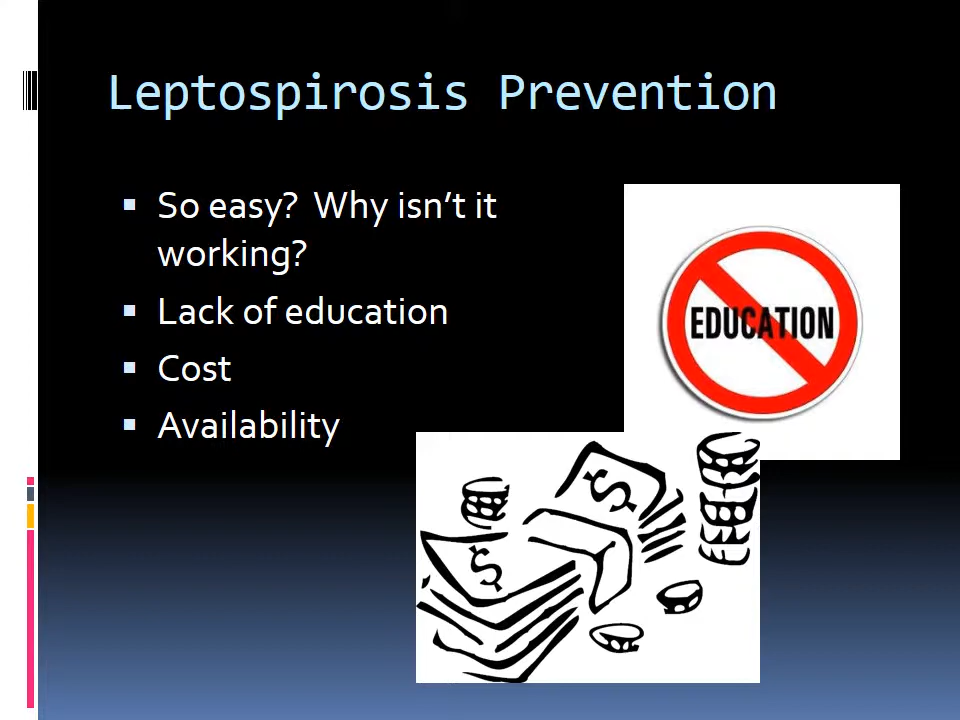 Leptospirosis Prevention
So easy?  Why isn’t it
working?
Lack of education
Cost
Availability
EDUCATION
$
$